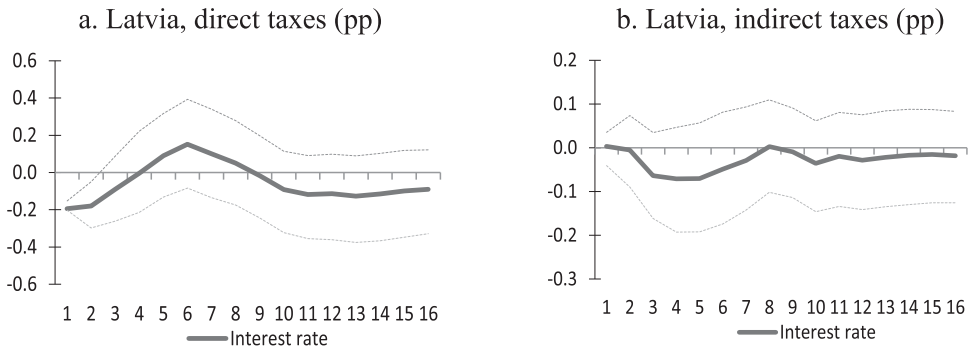 a. Latvia, direct taxes (pp)
0.6
0.4
0.2
0.0
-0.2
-0.4
-0.6
1 2 3 4 5 6 7 8 9 10 11 12 13 14 15 16
Interest rate
b. Latvia, indirect taxes (pp)
0.2
0.1
0.0
-0.1
-0.2
-0.3
1 2 3 4 5 6 7 8 9 10 11 12 13 14 15 16
Interest rate